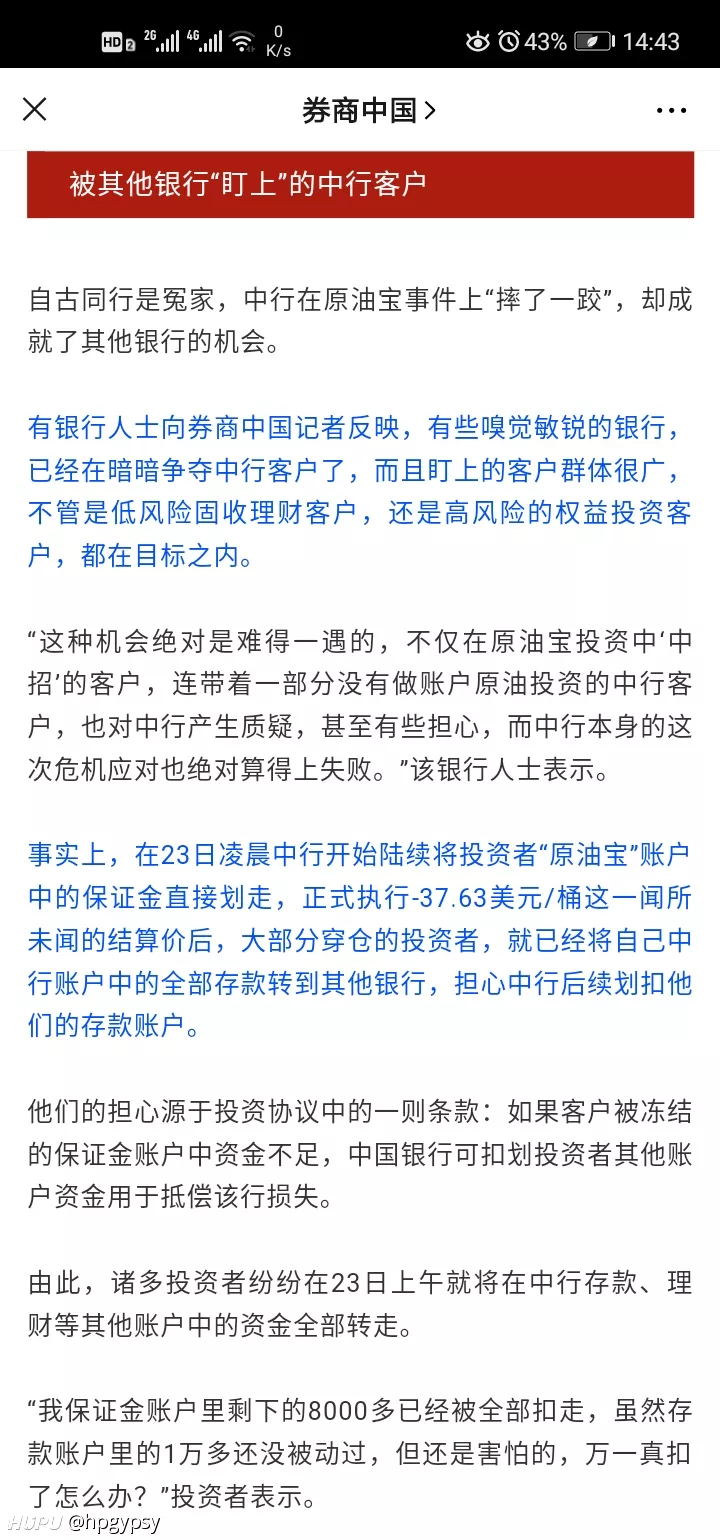 HD 2 2G 4G 0 K/s 43% 14:43
券商中国
被其他银行“盯上”的中行客户
自古同行是冤家，中行在原油宝事件上“摔了一跤”，却成
就了其他银行的机会。
有银行人士向券商中国记者反映，有些嗅觉敏锐的银行，
已经在暗暗争夺中行客户了，而且盯上的客户群体很广，
不管是低风险固收理财客户，还是高风险的权益投资客
户，都在目标之内。
“这种机会绝对是难得一遇的，不仅在原油宝投资中‘中
招’的客户，连带着一部分没有做账户原油投资的中行客
户，也对中行产生质疑，甚至有些担心，而中行本身的这
次危机应对也绝对算得上失败。”该银行人士表示。
事实上，在23日凌晨中行开始陆续将投资者“原油宝”账户
中的保证金直接划走，正式执行-37.63美元/桶这一闻所
未闻的结算价后，大部分穿仓的投资者，就已经将自己中
行账户中的全部存款转到其他银行，担心中行后续划扣他
们的存款账户。
他们的担心源于投资协议中的一则条款：如果客户被冻结
的保证金账户中资金不足，中国银行可扣划投资者其他账
户资金用于抵偿该行损失。
由此，诸多投资者纷纷在23日上午就将在中行存款、理
财等其他账户中的资金全部转走。
“我保证金账户里剩下的8000多已经被全部扣走，虽然存
款账户里的1万多还没被动过，但还是害怕的，万一真扣
了怎么办？”投资者表示。
HUPU @hpgypsy